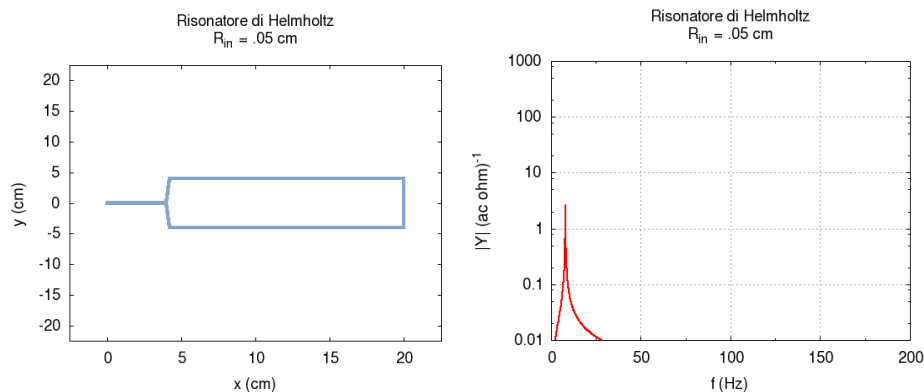 Risonatore di Helmholtz
R_in = .05 cm
20
15
10
5
0
-5
-10
-15
-20
y (cm)
0 5 10 15 20
x (cm)
Risonatore di Helmholtz
R_in = .05 cm
1000
100
10
1
0.1
0.01
|Y| (ac ohm)^-1
0 50 100 150 200
f (Hz)